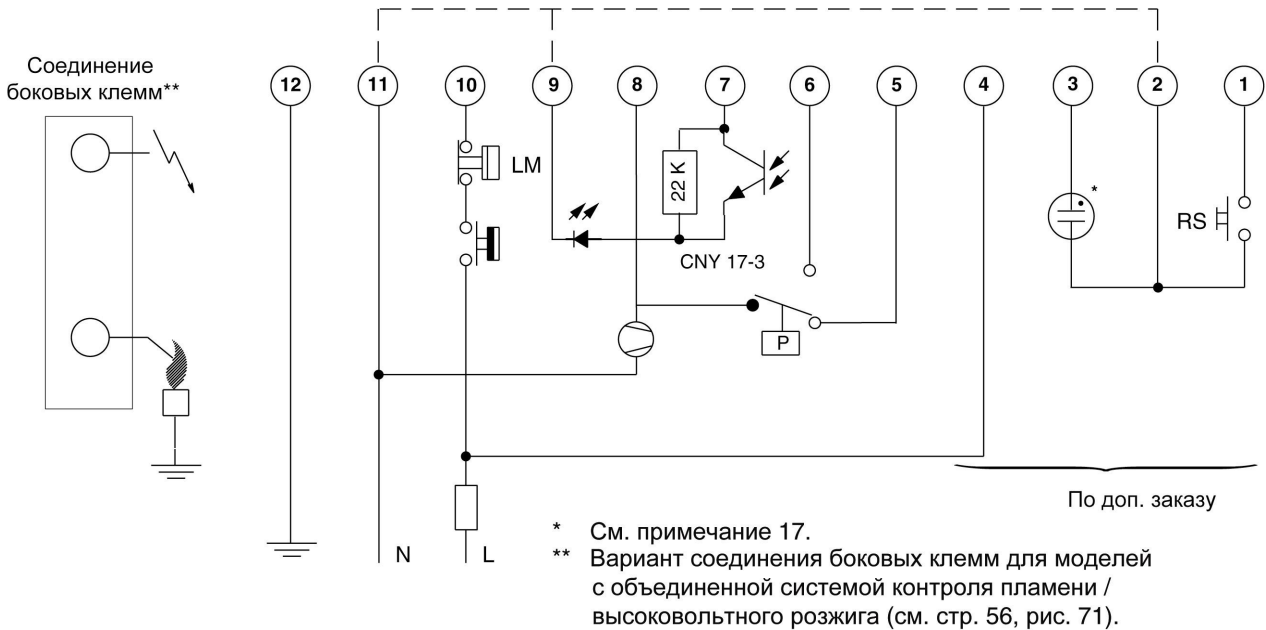 Соединение
боковых клемм**
12 11 10 9 8 7 6 5 4 3 2 1
LM
22 K
*
RS
CNY 17-3
P
По доп. заказу
N L
* См. примечание 17.
** Вариант соединения боковых клемм для моделей
с объединенной системой контроля пламени /
высоковольтного розжига (см. стр. 56, рис. 71).